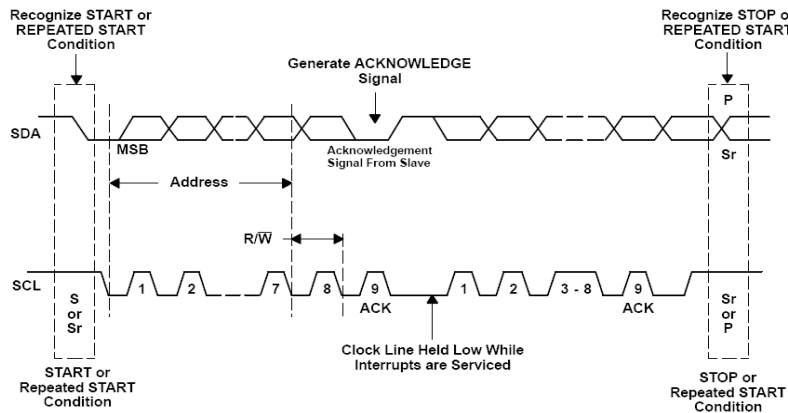 Recognize START or
REPEATED START
Condition
Recognize STOP or
REPEATED START
Condition
Generate ACKNOWLEDGE
Signal
P
SDA
MSB
Acknowledgement
Signal From Slave
Sr
Address
R/W̅
SCL
S
or
Sr
1
2
7
8
9
ACK
1
2
3 - 8
9
ACK
Sr
or
P
Clock Line Held Low While
Interrupts are Serviced
START or
Repeated START
Condition
STOP or
Repeated START
Condition